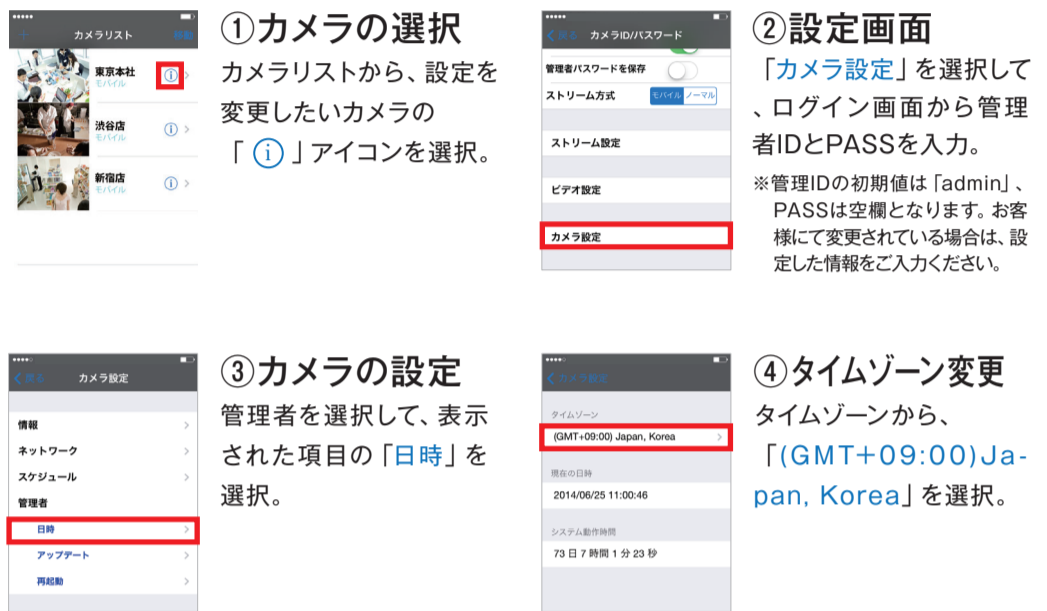 カメラリスト
東京本社
モバイル
渋谷店
モバイル
新宿店
モバイル
①カメラの選択
カメラリストから、設定を
変更したいカメラの
「ⓘ」アイコンを選択。
戻る カメラID/パスワード
管理者パスワードを保存
ストリーム方式 モバイル ノーマル
ストリーム設定
ビデオ設定
カメラ設定
②設定画面
「カメラ設定」を選択して
、ログイン画面から管理
者IDとPASSを入力。
※管理IDの初期値は「admin」、
PASSは空欄となります。お客
様にて変更されている場合は、設
定した情報をご入力ください。
戻る カメラ設定
情報
ネットワーク
スケジュール
管理者
日時
アップデート
再起動
③カメラの設定
管理者を選択して、表示
された項目の「日時」を
選択。
カメラ設定
タイムゾーン
(GMT+09:00) Japan, Korea
現在の日時
2014/06/25 11:00:46
システム動作時間
73 日 7 時間 1 分 23 秒
④タイムゾーン変更
タイムゾーンから、
「(GMT+09:00)Ja-
pan, Korea」を選択。